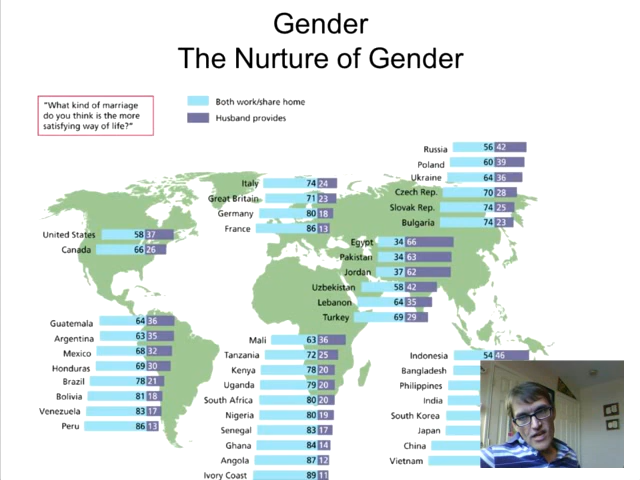 Gender
The Nurture of Gender
"What kind of marriage
do you think is the more
satisfying way of life?"
Both work/share home
Husband provides
Russia 56 42
Poland 60 39
Ukraine 64 36
Czech Rep. 70 28
Slovak Rep. 74 25
Bulgaria 74 23
Italy 74 24
Great Britain 71 23
Germany 80 18
France 86 13
United States 58 37
Canada 66 26
Egypt 34 66
Pakistan 34 63
Jordan 37 62
Uzbekistan 58 42
Lebanon 64 35
Turkey 69 29
Guatemala 64 36
Argentina 63 35
Mexico 68 32
Honduras 69 30
Brazil 78 21
Bolivia 81 18
Venezuela 83 17
Peru 86 13
Mali 63 36
Tanzania 72 25
Kenya 78 20
Uganda 79 20
South Africa 80 20
Nigeria 80 19
Senegal 83 17
Ghana 84 14
Angola 87 12
Ivory Coast 89 11
Indonesia 54 46
Bangladesh
Philippines
India
South Korea
Japan
China
Vietnam